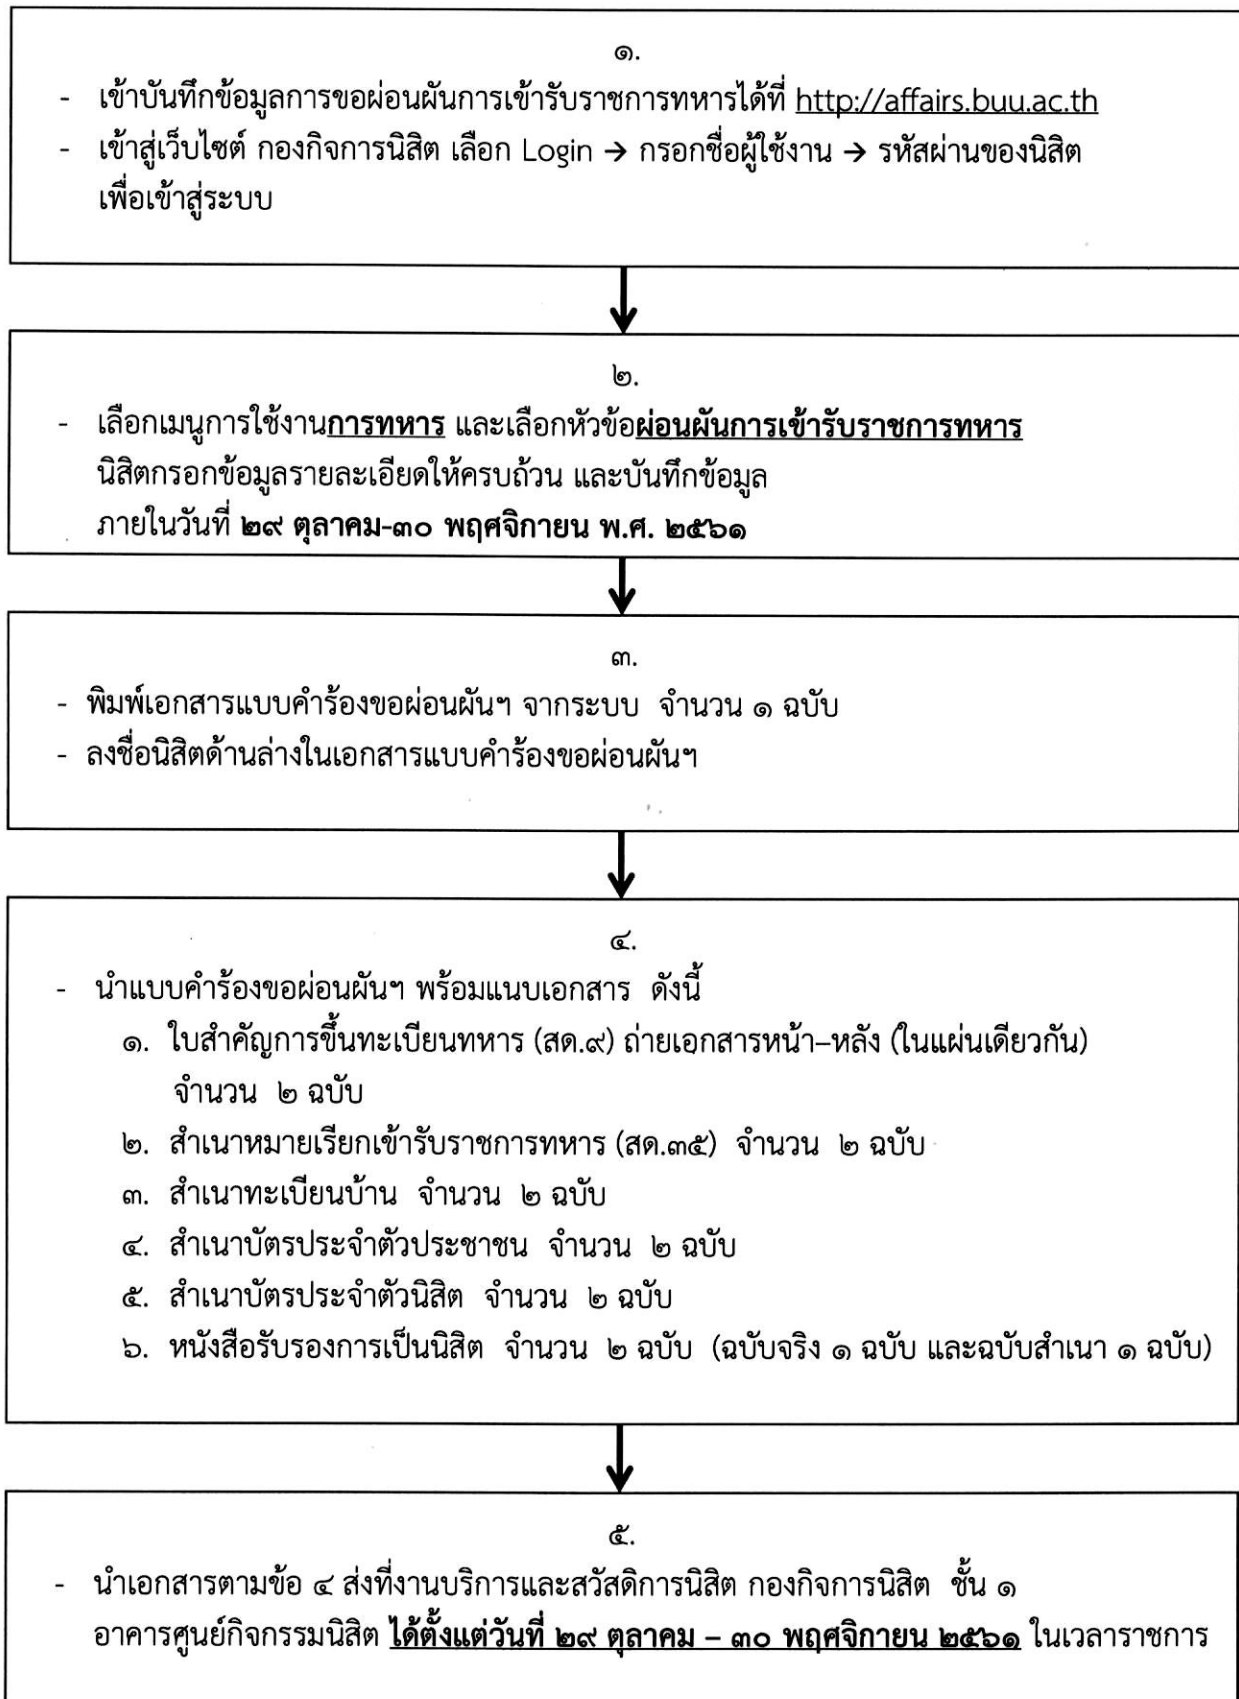 ๑.
- เข้าบันทึกข้อมูลการขอผ่อนผันการเข้ารับราชการทหารได้ที่ http://affairs.buu.ac.th
- เข้าสู่เว็บไซต์ กองกิจการนิสิต เลือก Login → กรอกชื่อผู้ใช้งาน → รหัสผ่านของนิสิต
เพื่อเข้าสู่ระบบ
๒.
- เลือกเมนูการใช้งานการทหาร และเลือกหัวข้อผ่อนผันการเข้ารับราชการทหาร
นิสิตกรอกข้อมูลรายละเอียดให้ครบถ้วน และบันทึกข้อมูล
ภายในวันที่ ๒๙ ตุลาคม-๓๐ พฤศจิกายน พ.ศ. ๒๕๖๑
๓.
- พิมพ์เอกสารแบบคำร้องขอผ่อนผันฯ จากระบบ จำนวน ๑ ฉบับ
- ลงชื่อนิสิตด้านล่างในเอกสารแบบคำร้องขอผ่อนผันฯ
๔.
- นำแบบคำร้องขอผ่อนผันฯ พร้อมแนบเอกสาร ดังนี้
๑. ใบสำคัญการขึ้นทะเบียนทหาร (สด.๙) ถ่ายเอกสารหน้า–หลัง (ในแผ่นเดียวกัน)
จำนวน ๒ ฉบับ
๒. สำเนาหมายเรียกเข้ารับราชการทหาร (สด.๓๕) จำนวน ๒ ฉบับ
๓. สำเนาทะเบียนบ้าน จำนวน ๒ ฉบับ
๔. สำเนาบัตรประจำตัวประชาชน จำนวน ๒ ฉบับ
๕. สำเนาบัตรประจำตัวนิสิต จำนวน ๒ ฉบับ
๖. หนังสือรับรองการเป็นนิสิต จำนวน ๒ ฉบับ (ฉบับจริง ๑ ฉบับ และฉบับสำเนา ๑ ฉบับ)
๕.
- นำเอกสารตามข้อ ๔ ส่งที่งานบริการและสวัสดิการนิสิต กองกิจการนิสิต ชั้น ๑
อาคารศูนย์กิจกรรมนิสิต ได้ตั้งแต่วันที่ ๒๙ ตุลาคม – ๓๐ พฤศจิกายน ๒๕๖๑ ในเวลาราชการ